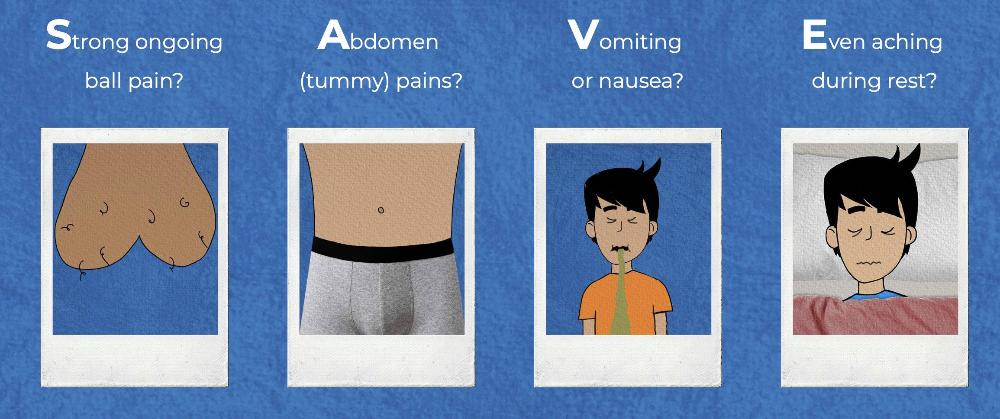 Strong ongoing
ball pain?
Abdomen
(tummy) pains?
Vomiting
or nausea?
Even aching
during rest?